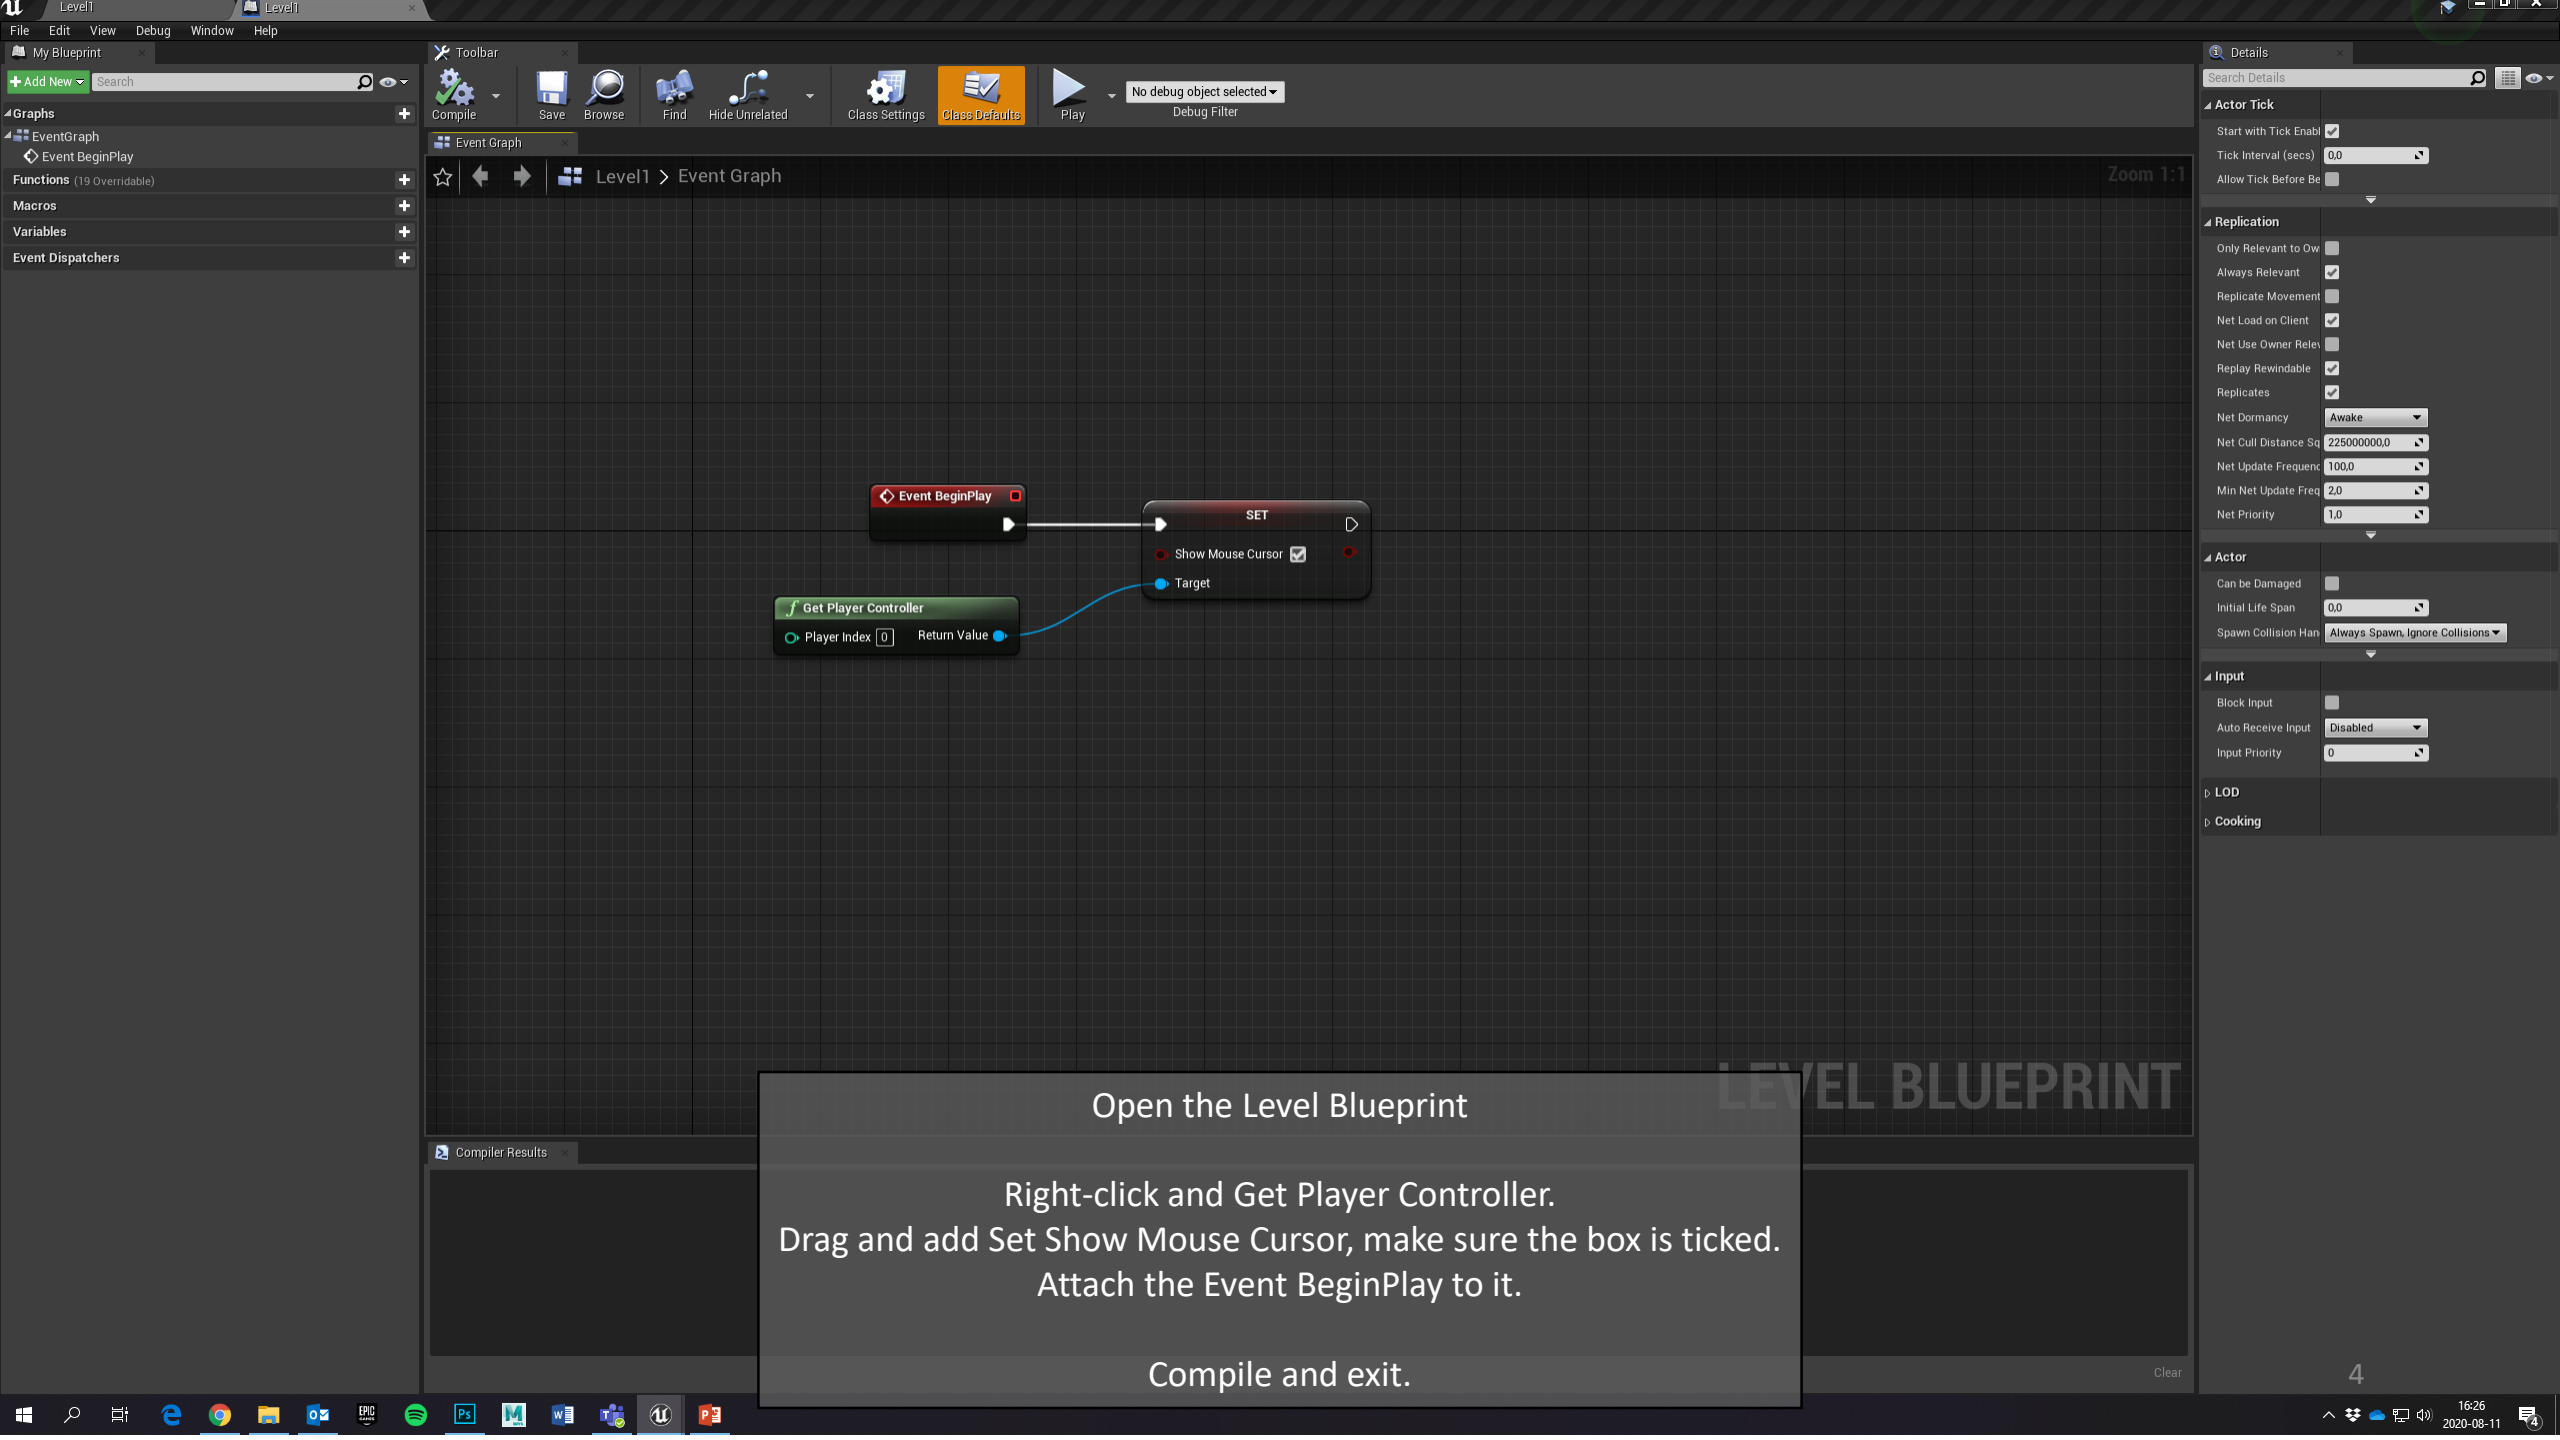 Level1
Level1
File Edit View Debug Window Help
My Blueprint
Add New
Search
Graphs
EventGraph
Event BeginPlay
Functions (19 Overridable)
Macros
Variables
Event Dispatchers
Toolbar
Compile
Save
Browse
Find
Hide Unrelated
Class Settings
Class Defaults
Play
No debug object selected
Debug Filter
Event Graph
Level1 > Event Graph
Zoom 1:1
Event BeginPlay
SET
Show Mouse Cursor
Target
Get Player Controller
Player Index 0
Return Value
LEVEL BLUEPRINT
Compiler Results
Clear
Open the Level Blueprint
Right-click and Get Player Controller.
Drag and add Set Show Mouse Cursor, make sure the box is ticked.
Attach the Event BeginPlay to it.
Compile and exit.
Details
Search Details
Actor Tick
Start with Tick Enabl
Tick Interval (secs) 0,0
Allow Tick Before Be
Replication
Only Relevant to Ow
Always Relevant
Replicate Movement
Net Load on Client
Net Use Owner Relev
Replay Rewindable
Replicates
Net Dormancy Awake
Net Cull Distance Sq 225000000,0
Net Update Frequenc 100,0
Min Net Update Freq 2,0
Net Priority 1,0
Actor
Can be Damaged
Initial Life Span 0,0
Spawn Collision Han Always Spawn, Ignore Collisions
Input
Block Input
Auto Receive Input Disabled
Input Priority 0
LOD
Cooking
4
EPIC GAMES
Ps
M
16:26
2020-08-11
4